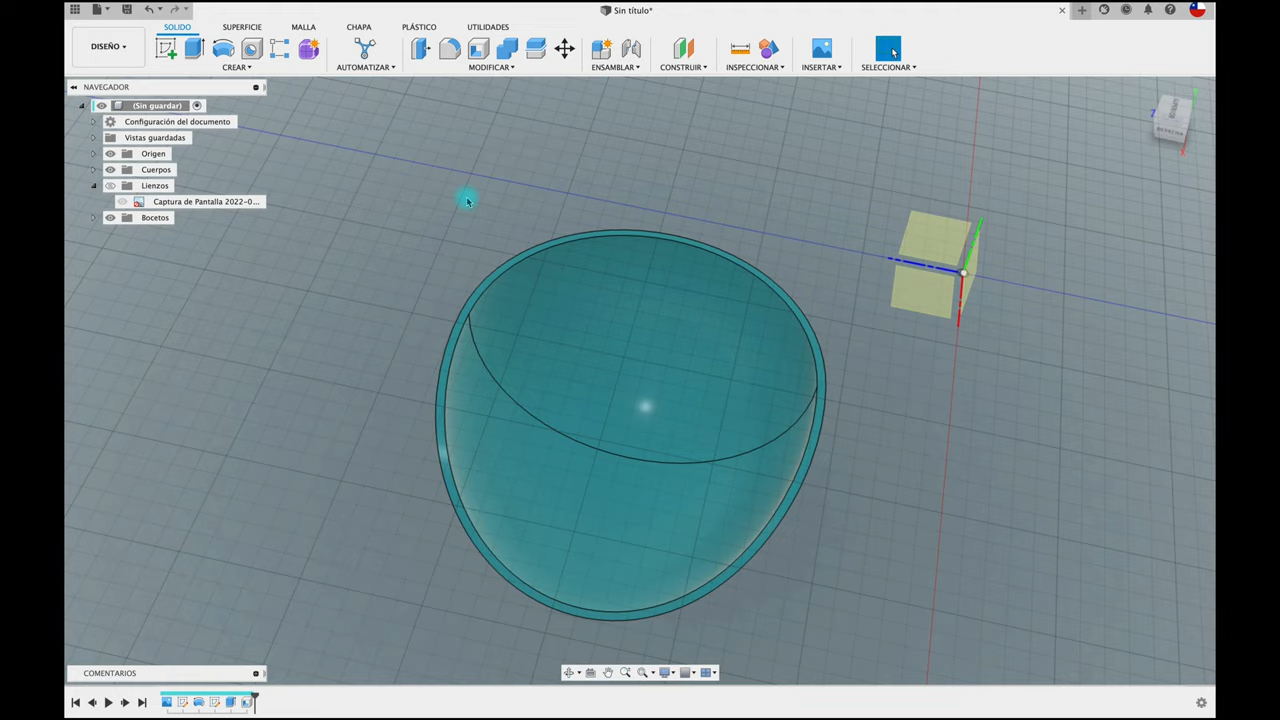 Sin título*
SÓLIDO SUPERFICIE MALLA CHAPA PLÁSTICO UTILIDADES
DISEÑO
CREAR AUTOMATIZAR MODIFICAR ENSAMBLAR CONSTRUIR INSPECCIONAR INSERTAR SELECCIONAR
NAVEGADOR
(Sin guardar)
Configuración del documento
Vistas guardadas
Origen
Cuerpos
Lienzos
Captura de Pantalla 2022-0...
Bocetos
COMENTARIOS